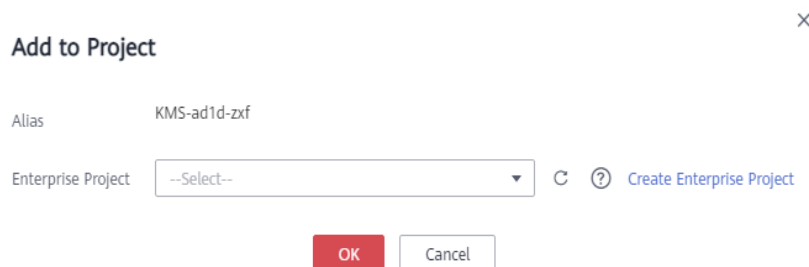 Add to Project
Alias KMS-ad1d-zxf
Enterprise Project --Select-- Create Enterprise Project
OK Cancel